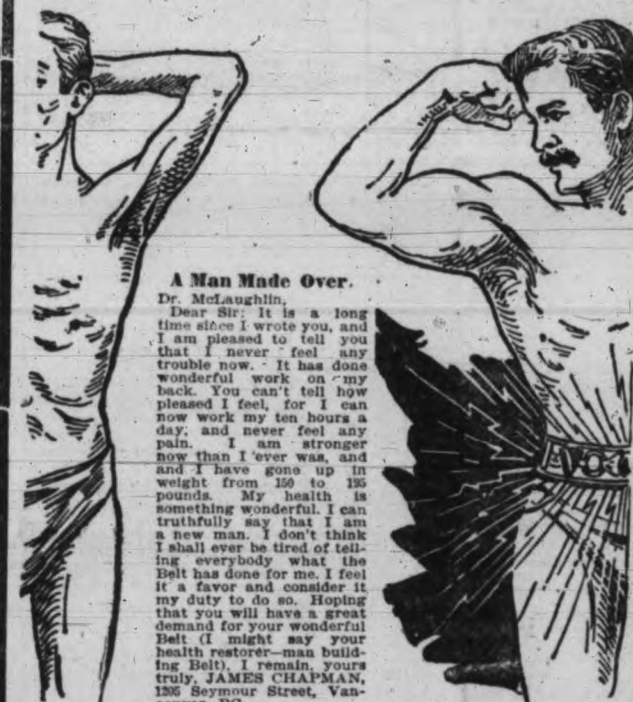 A Man Made Over.
Dr. McLaughlin,
Dear Sir: It is a long
time since I wrote you, and
I am pleased to tell you
that I never feel any
trouble now. It has done
wonderful work on my
back. You can't tell how
pleased I feel, for I can
now work my ten hours a
day, and never feel any
pain. I am stronger
now than I ever was, and
and I have gone up in
weight from 150 to 195
pounds. My health is
something wonderful. I can
truthfully say that I am
a new man. I don't think
I shall ever be tired of tell-
ing everybody what the
Belt has done for me. I feel
it a favor and consider it
my duty to do so. Hoping
that you will have a great
demand for your wonderful
Belt (I might say your
health restorer—man build-
ing Belt), I remain, yours
truly, JAMES CHAPMAN,
1205 Seymour Street, Van-